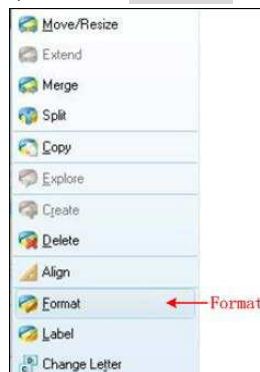 Move/Resize
Extend
Merge
Split
Copy
Explore
Create
Delete
Align
Format Format
Label
Change Letter